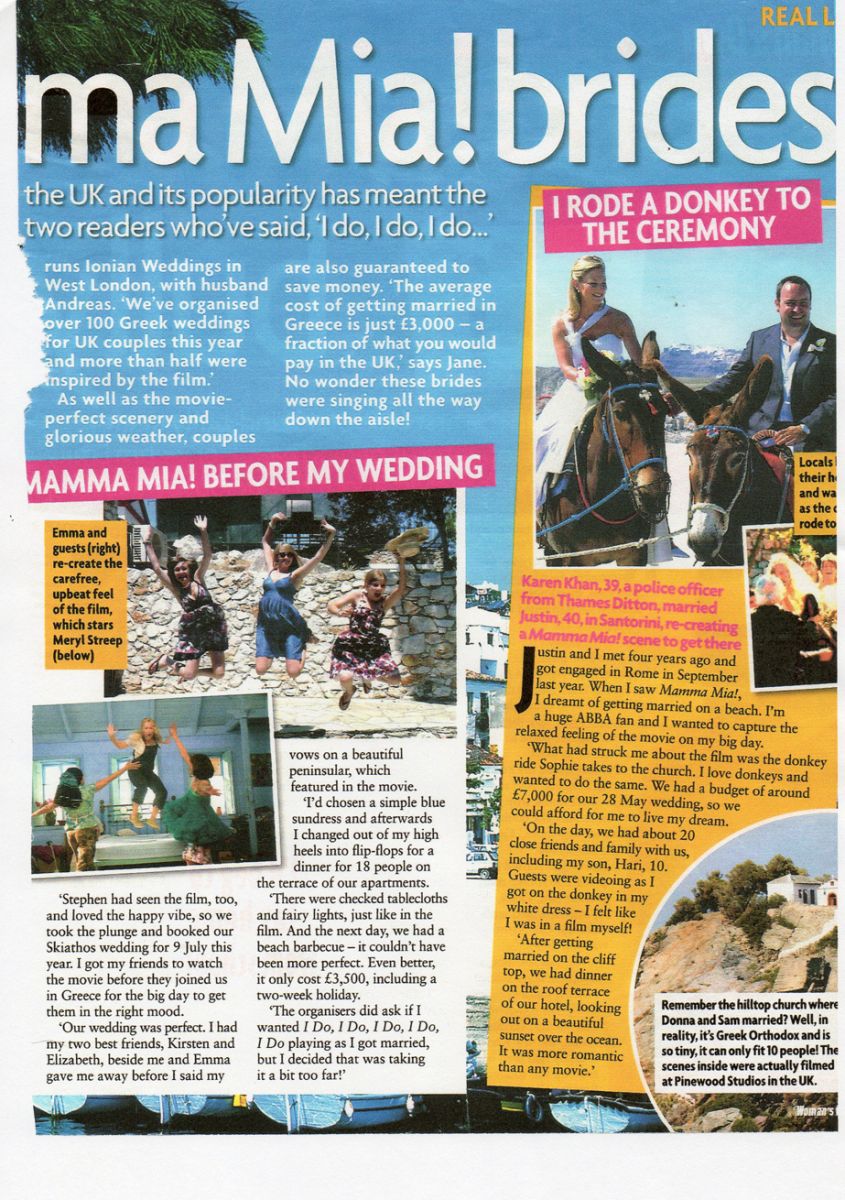 REAL L
ma Mia! brides
the UK and its popularity has meant the
two readers who've said, 'I do, I do, I do...'
runs Ionian Weddings in
West London, with husband
Andreas. 'We've organised
over 100 Greek weddings
for UK couples this year
and more than half were
inspired by the film.'
As well as the movie-
perfect scenery and
glorious weather, couples
are also guaranteed to
save money. 'The average
cost of getting married in
Greece is just £3,000 – a
fraction of what you would
pay in the UK,' says Jane.
No wonder these brides
were singing all the way
down the aisle!
MAMMA MIA! BEFORE MY WEDDING
Emma and
guests (right)
re-create the
carefree,
upbeat feel
of the film,
which stars
Meryl Streep
(below)
'Stephen had seen the film, too,
and loved the happy vibe, so we
took the plunge and booked our
Skiathos wedding for 9 July this
year. I got my friends to watch
the movie before they joined us
in Greece for the big day to get
them in the right mood.
'Our wedding was perfect. I had
my two best friends, Kirsten and
Elizabeth, beside me and Emma
gave me away before I said my
vows on a beautiful
peninsular, which
featured in the movie.
'I'd chosen a simple blue
sundress and afterwards
I changed out of my high
heels into flip-flops for a
dinner for 18 people on
the terrace of our apartments.
'There were checked tablecloths
and fairy lights, just like in the
film. And the next day, we had a
beach barbecue – it couldn't have
been more perfect. Even better,
it only cost £3,500, including a
two-week holiday.
'The organisers did ask if I
wanted I Do, I Do, I Do, I Do,
I Do playing as I got married,
but I decided that was taking
it a bit too far!'
I RODE A DONKEY TO
THE CEREMONY
Locals
their h
and wa
as the c
rode to
Karen Khan, 39, a police officer
from Thames Ditton, married
Justin, 40, in Santorini, re-creating
a Mamma Mia! scene to get there
Justin and I met four years ago and
got engaged in Rome in September
last year. When I saw Mamma Mia!,
I dreamt of getting married on a beach. I'm
a huge ABBA fan and I wanted to capture the
relaxed feeling of the movie on my big day.
'What had struck me about the film was the donkey
ride Sophie takes to the church. I love donkeys and
wanted to do the same. We had a budget of around
£7,000 for our 28 May wedding, so we
could afford for me to live my dream.
'On the day, we had about 20
close friends and family with us,
including my son, Hari, 10.
Guests were videoing as I
got on the donkey in my
white dress – I felt like
I was in a film myself!
'After getting
married on the cliff
top, we had dinner
on the roof terrace
of our hotel, looking
out on a beautiful
sunset over the ocean.
It was more romantic
than any movie.'
Remember the hilltop church where
Donna and Sam married? Well, in
reality, it's Greek Orthodox and is
so tiny, it can only fit 10 people! The
scenes inside were actually filmed
at Pinewood Studios in the UK.
Woman's